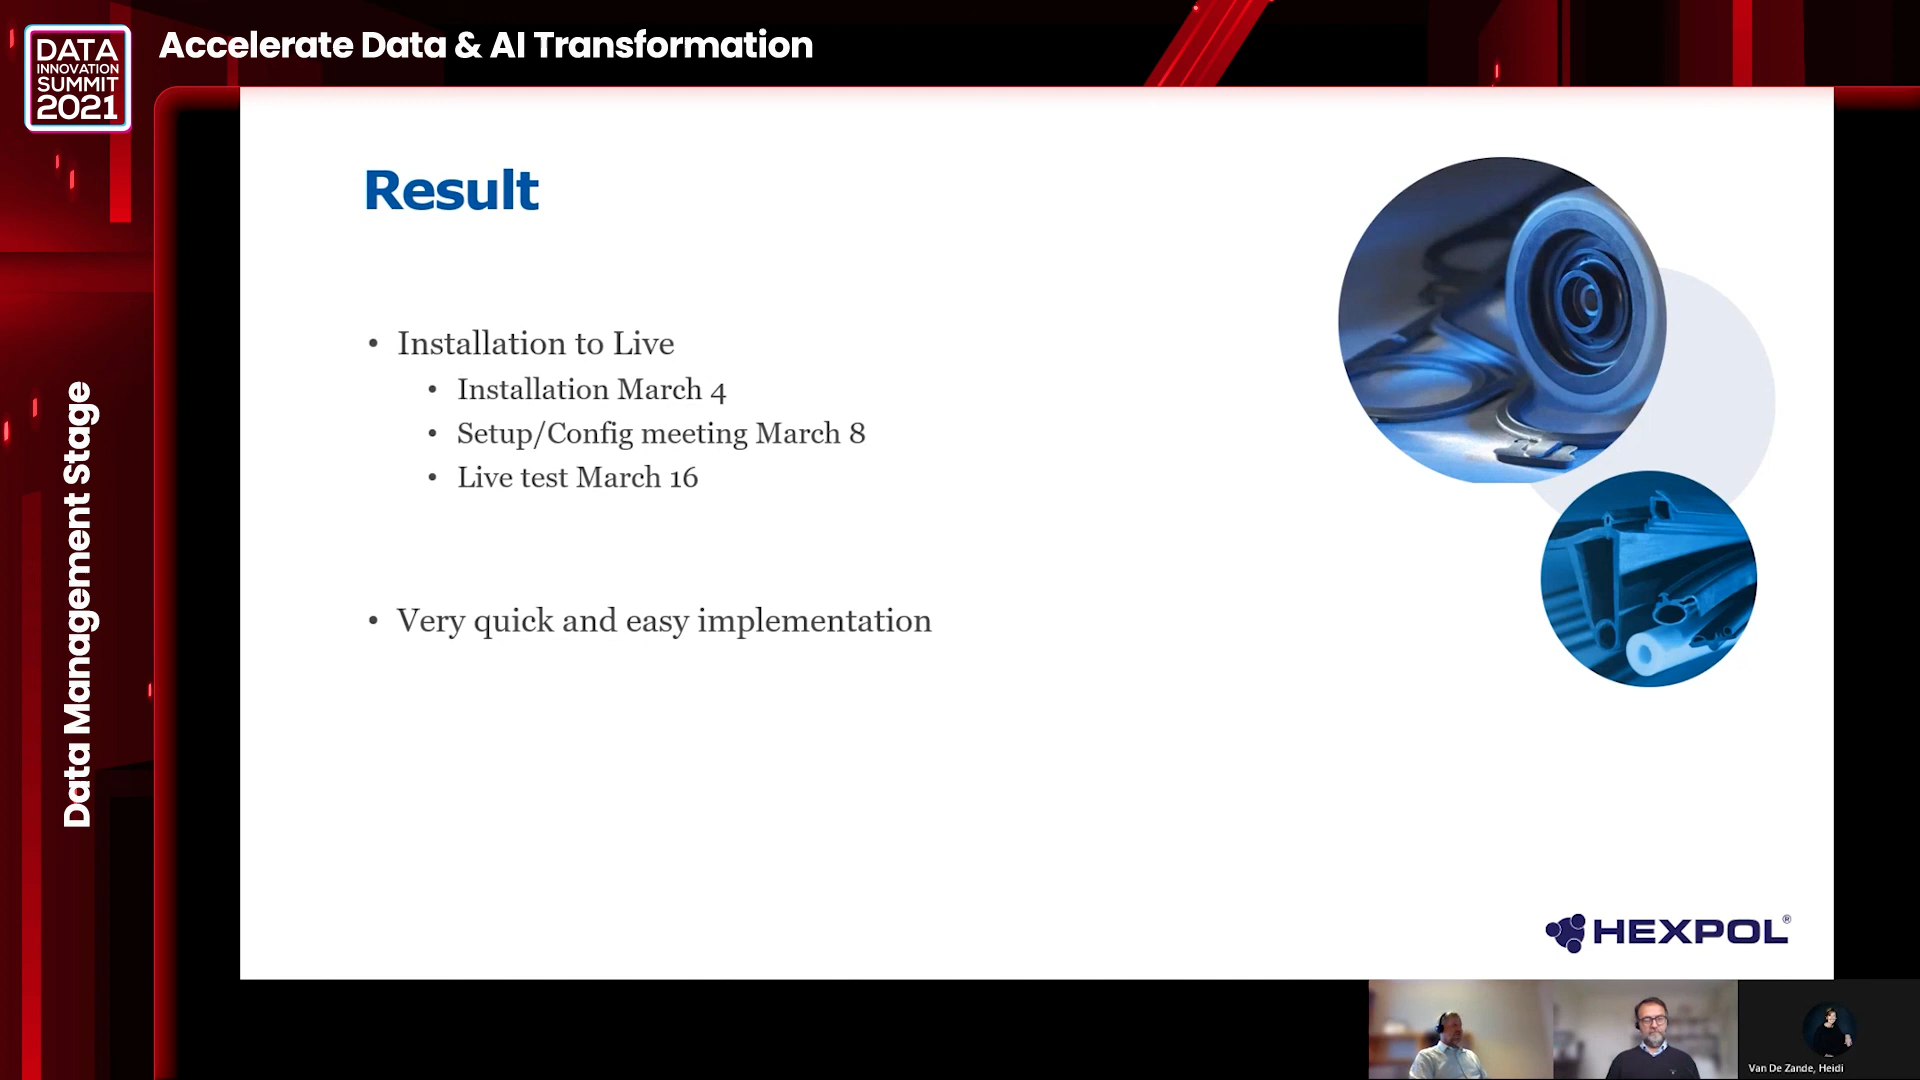 DATA
INNOVATION
SUMMIT
2021
Accelerate Data & AI Transformation
Data Management Stage
Result
• Installation to Live
• Installation March 4
• Setup/Config meeting March 8
• Live test March 16
• Very quick and easy implementation
HEXPOL®
Van De Zande, Heidi